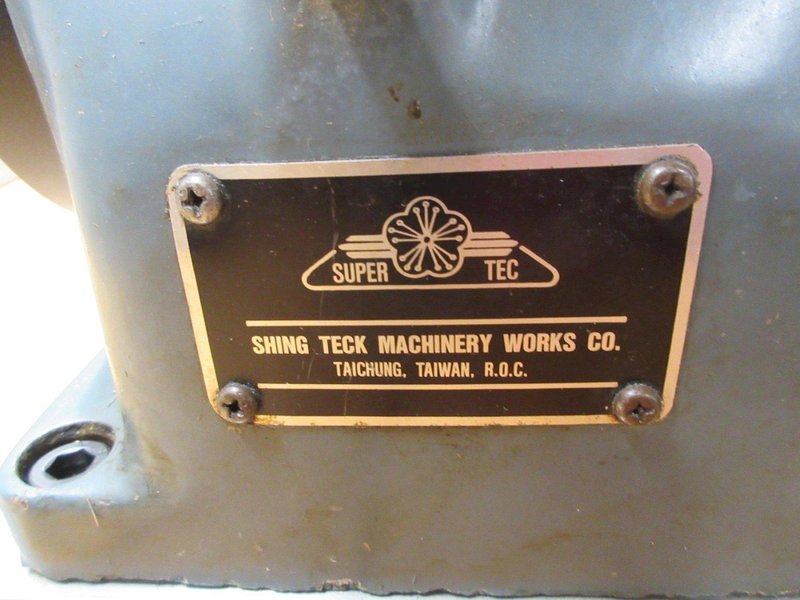 SUPER TEC
SHING TECK MACHINERY WORKS CO.
TAICHUNG, TAIWAN, R.O.C.